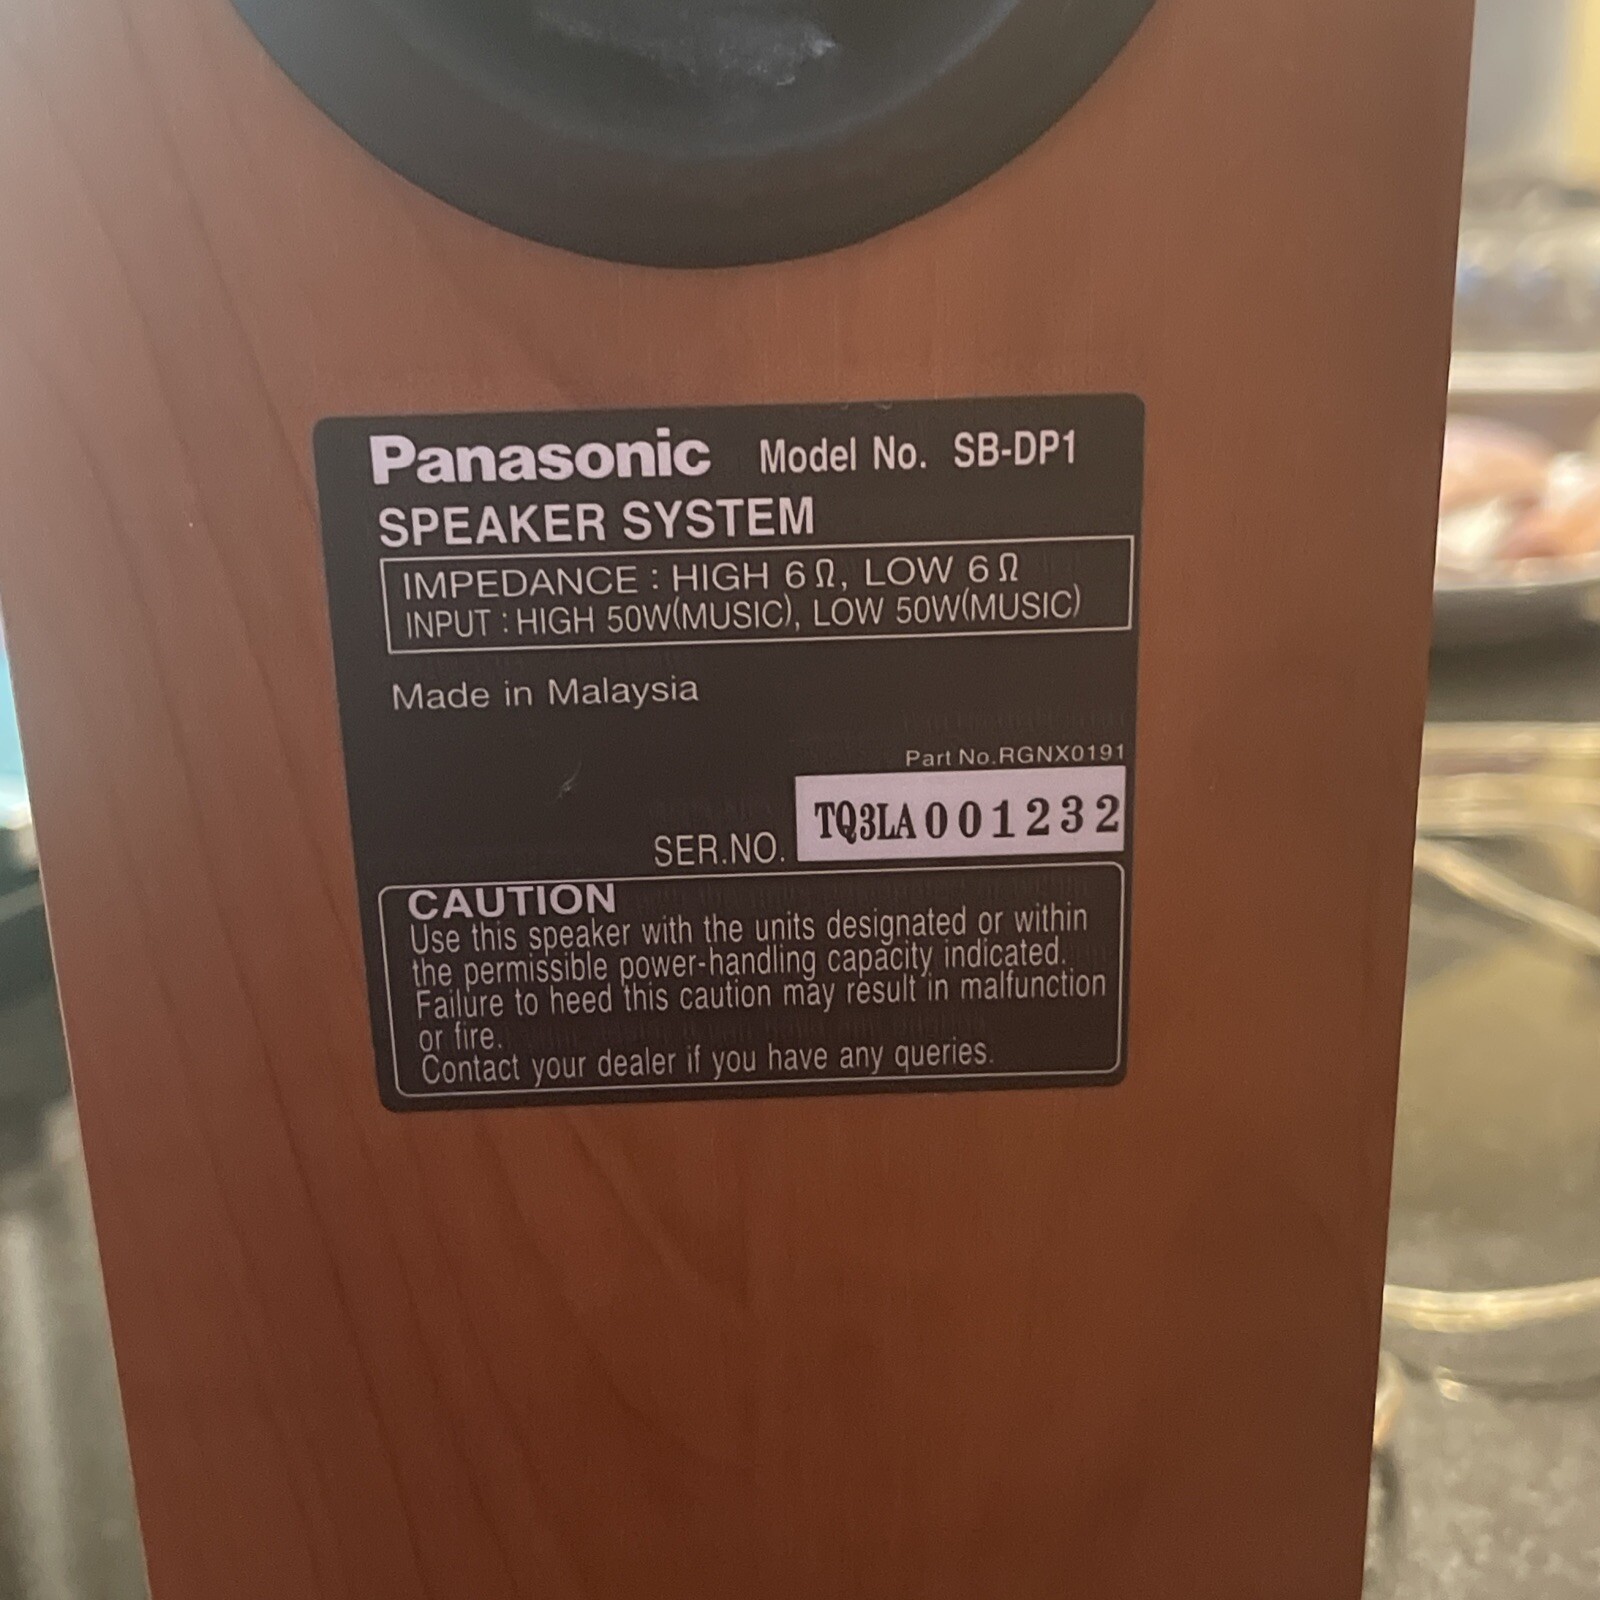 Panasonic Model No. SB-DP1
SPEAKER SYSTEM
IMPEDANCE : HIGH 6 Ω, LOW 6 Ω
INPUT : HIGH 50W(MUSIC), LOW 50W(MUSIC)
Made in Malaysia
Part No.RGNX0191
SER.NO. TQ3LA001232
CAUTION
Use this speaker with the units designated or within
the permissible power-handling capacity indicated.
Failure to heed this caution may result in malfunction
or fire.
Contact your dealer if you have any queries.